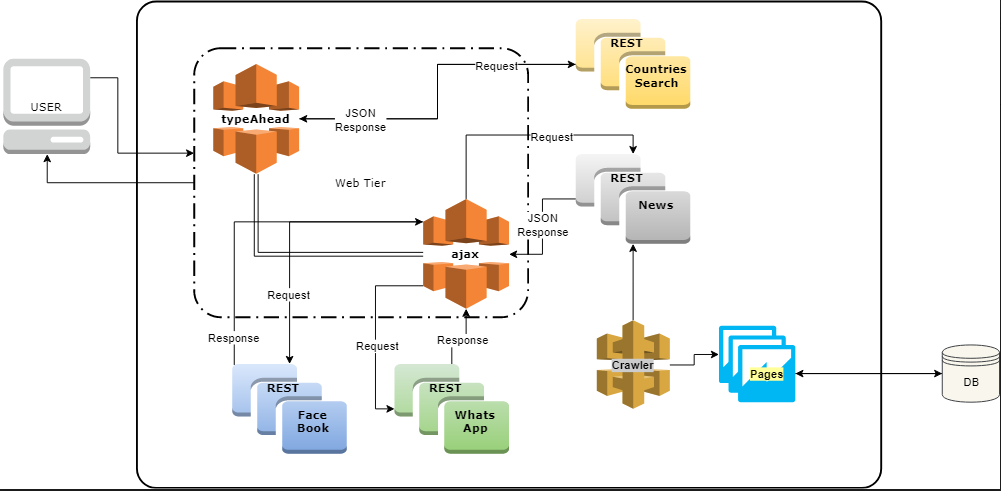 REST
Countries
Search
Request
USER
typeAhead
JSON
Response
Request
Web Tier
REST
News
JSON
Response
ajax
Request
Response
Request
Response
Crawler
Pages
DB
REST
Face
Book
REST
Whats
App